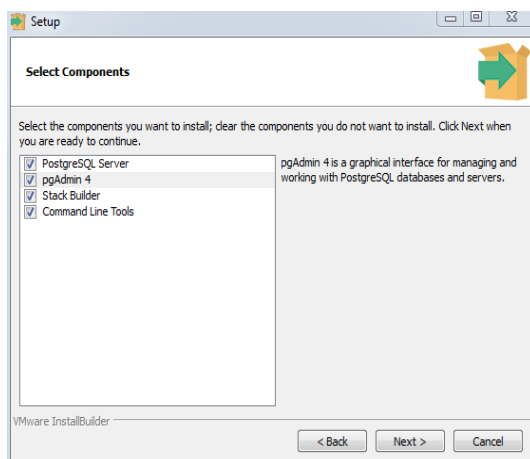 Setup
Select Components
Select the components you want to install; clear the components you do not want to install. Click Next when
you are ready to continue.
PostgreSQL Server
pgAdmin 4
Stack Builder
Command Line Tools
pgAdmin 4 is a graphical interface for managing and
working with PostgreSQL databases and servers.
VMware InstallBuilder
< Back
Next >
Cancel